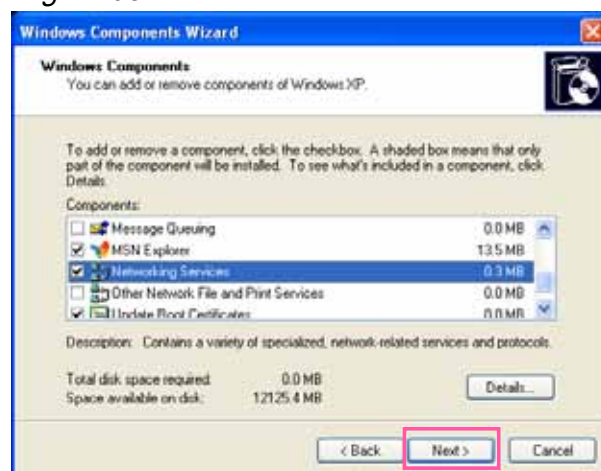 Windows Components Wizard
Windows Components
You can add or remove components of Windows XP.
To add or remove a component, click the checkbox. A shaded box means that only
part of the component will be installed. To see what's included in a component, click
Details.
Components:
Message Queuing 0.0 MB
MSN Explorer 13.5 MB
Networking Services 0.3 MB
Other Network File and Print Services 0.0 MB
Update Root Certificates 0.0 MB
Description: Contains a variety of specialized, network-related services and protocols.
Total disk space required: 0.0 MB
Space available on disk: 12125.4 MB
Details...
< Back Next > Cancel